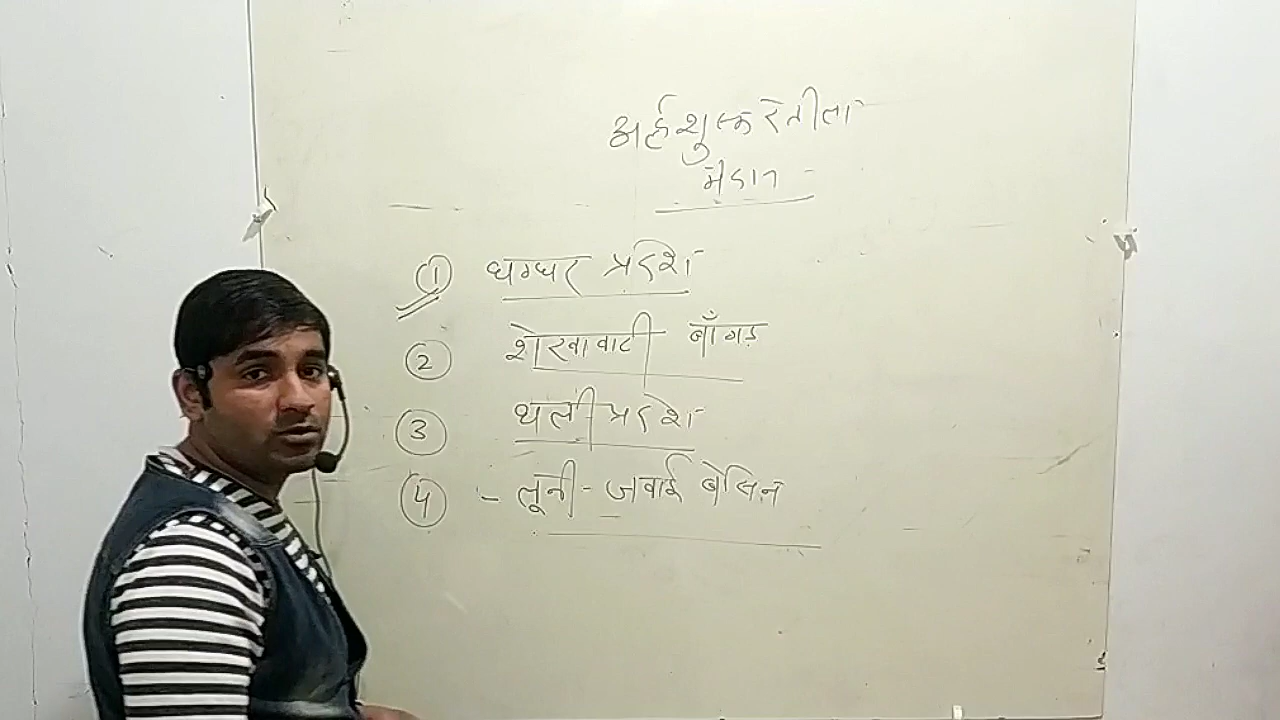 अर्द्धशुस्क रेतीला
मैदान -
(1) घग्घर प्रदेश
(2) शेखावाटी बाँगड़
(3) थली प्रदेश
(4) - लूनी - जवाई बेसिन